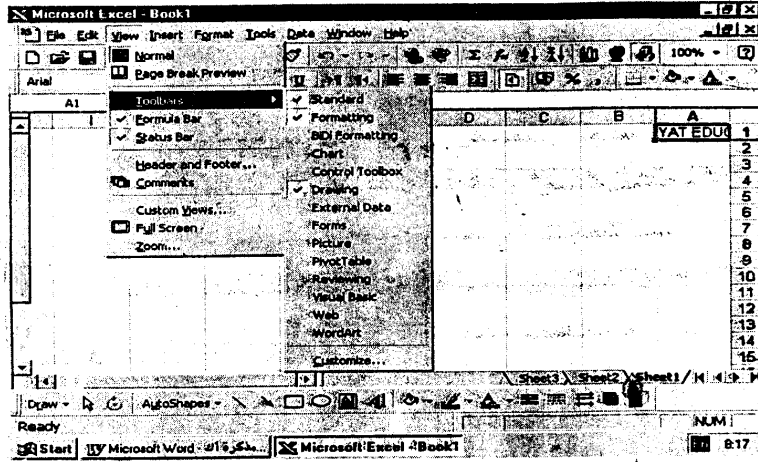 Microsoft Excel - Book1
File Edit View Insert Format Tools Data Window Help
100%
Arial
A1
Normal
Page Break Preview
Toolbars
Formula Bar
Status Bar
Header and Footer...
Comments
Custom Views...
Full Screen
Zoom...
Standard
Formatting
BIDI Formatting
Chart
Control Toolbox
Drawing
External Data
Forms
Picture
PivotTable
Reviewing
Visual Basic
Web
WordArt
Customize...
I D C B A
YAT EDUC 1
2
3
4
5
6
7
8
9
10
11
12
13
14
15
Sheet3 Sheet2 Sheet1
Draw AutoShapes
Ready NUM
Start Microsoft Word - مذكرة اك... Microsoft Excel - Book1 En 8:17